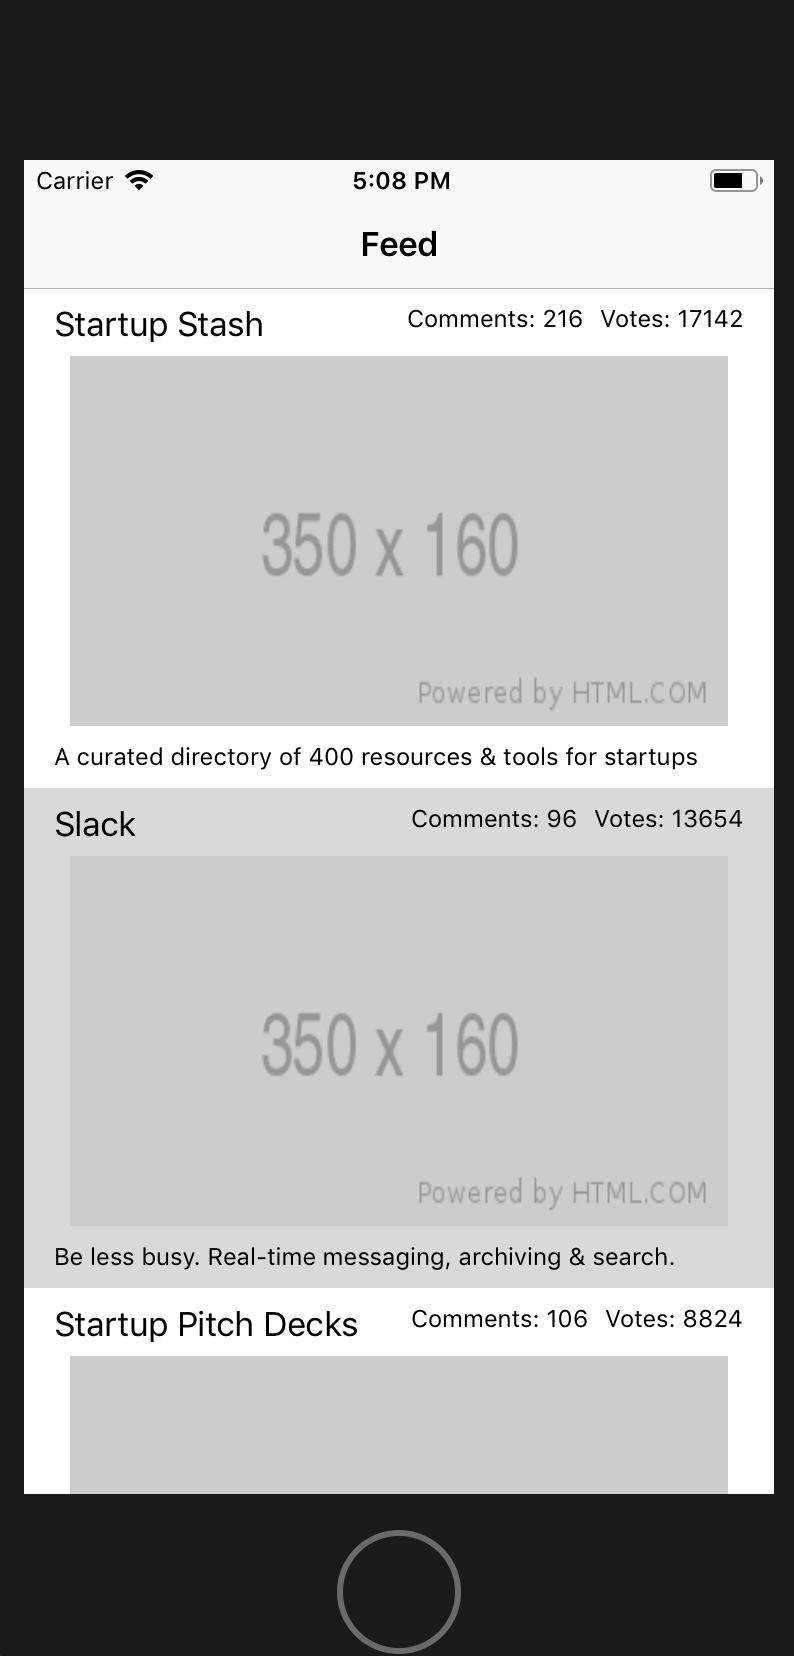 Carrier 5:08 PM
Feed
Startup Stash Comments: 216 Votes: 17142
350 x 160
Powered by HTML.COM
A curated directory of 400 resources & tools for startups
Slack Comments: 96 Votes: 13654
350 x 160
Powered by HTML.COM
Be less busy. Real-time messaging, archiving & search.
Startup Pitch Decks Comments: 106 Votes: 8824